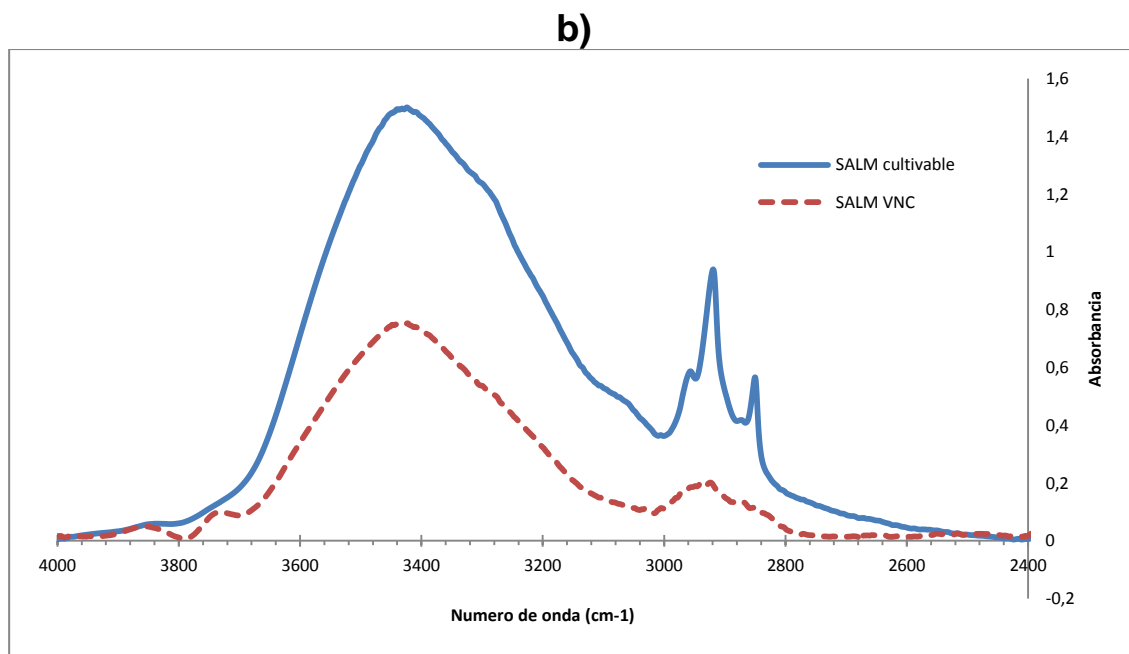 b)
1,6
1,4
SALM cultivable
1,2
SALM VNC
1
0,8
Absorbancia
0,6
0,4
0,2
0
4000 3800 3600 3400 3200 3000 2800 2600 2400
-0,2
Numero de onda (cm-1)